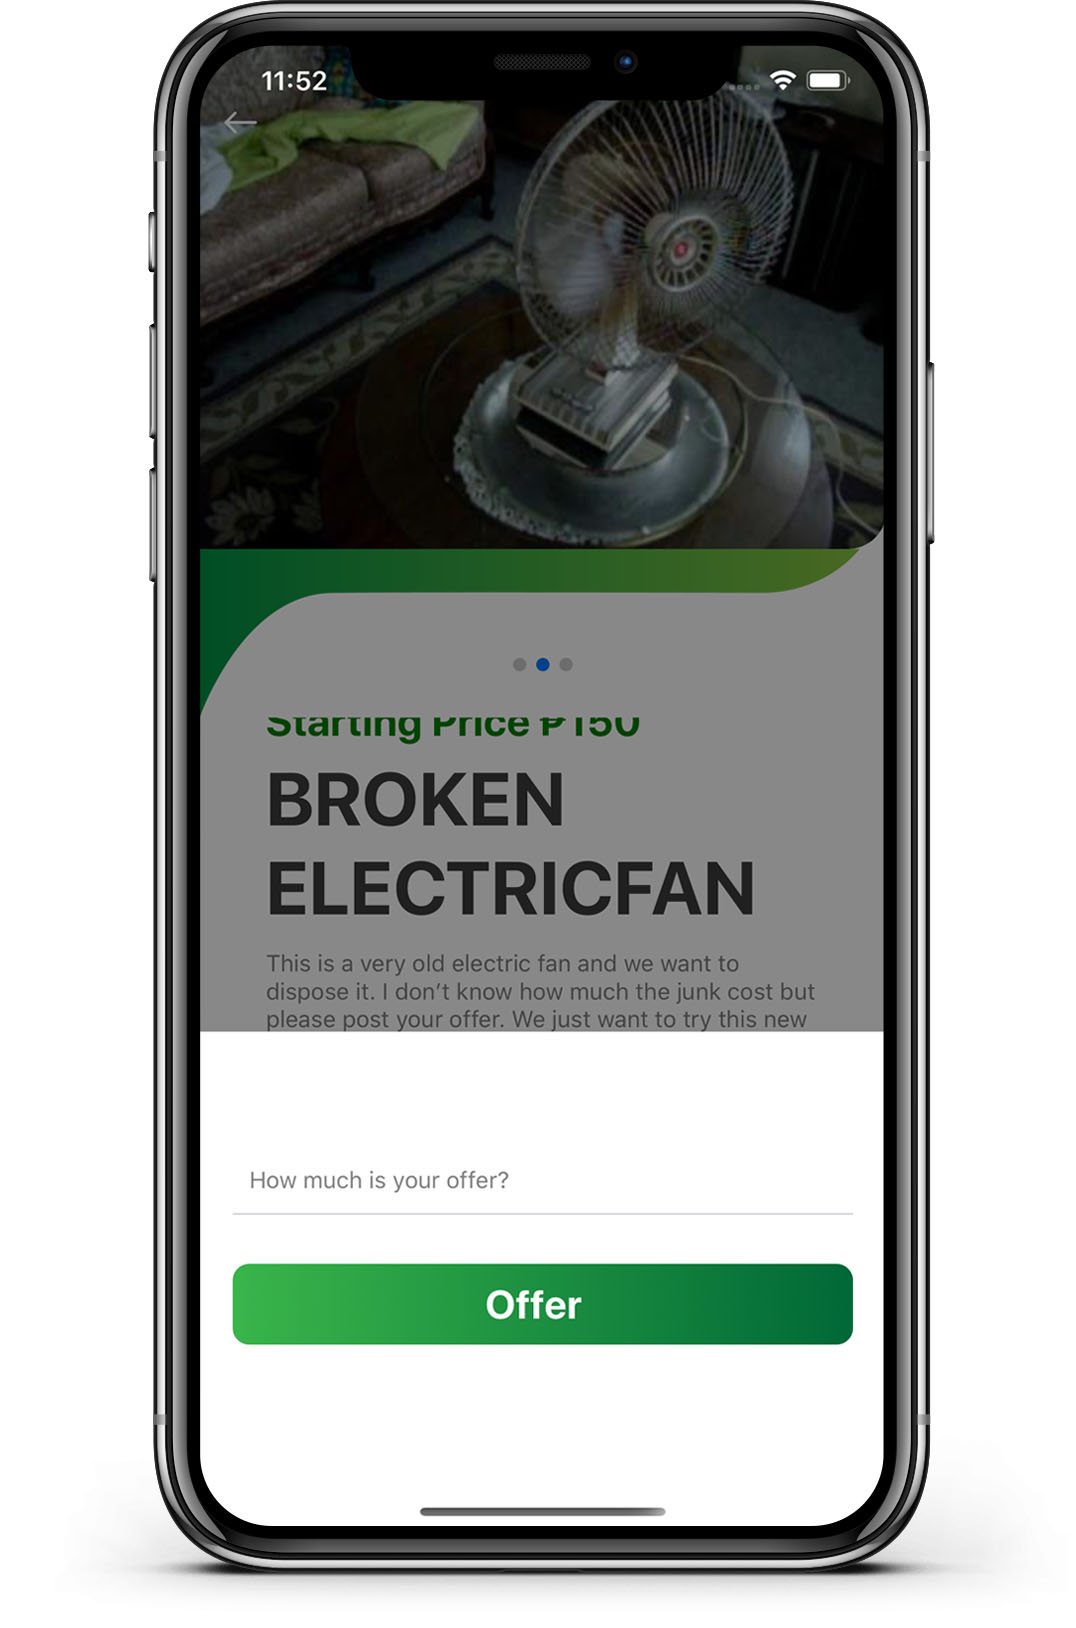 11:52
Starting Price ₱150
BROKEN
ELECTRICFAN
This is a very old electric fan and we want to
dispose it. I don’t know how much the junk cost but
please post your offer. We just want to try this new
How much is your offer?
Offer